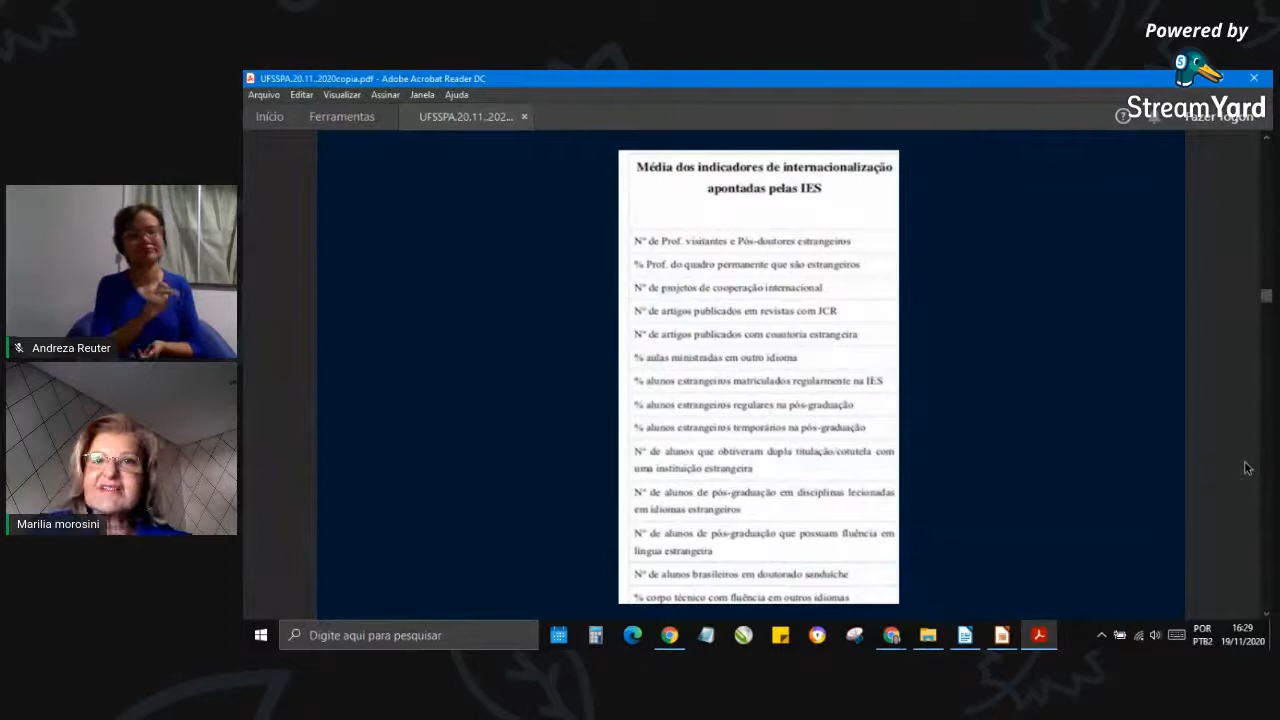 Powered by
StreamYard
UFSSPA.20.11..2020copia.pdf - Adobe Acrobat Reader DC
Arquivo Editar Visualizar Assinar Janela Ajuda
Início Ferramentas UFSSPA.20.11..202... ×
Média dos indicadores de internacionalização
apontadas pelas IES
Nº de Prof. visitantes e Pós-doutores estrangeiros
% Prof. do quadro permanente que são estrangeiros
Nº de projetos de cooperação internacional
Nº de artigos publicados em revistas com JCR
Nº de artigos publicados com coautoria estrangeira
% aulas ministradas em outro idioma
% alunos estrangeiros matriculados regularmente na IES
% alunos estrangeiros regulares na pós-graduação
% alunos estrangeiros temporários na pós-graduação
Nº de alunos que obtiveram dupla titulação/cotutela com
uma instituição estrangeira
Nº de alunos de pós-graduação em disciplinas lecionadas
em idiomas estrangeiros
Nº de alunos de pós-graduação que possuam fluência em
língua estrangeira
Nº de alunos brasileiros em doutorado sanduíche
% corpo técnico com fluência em outros idiomas
Andreza Reuter
Marilia morosini
Digite aqui para pesquisar
POR
PTB2
16:29
19/11/2020